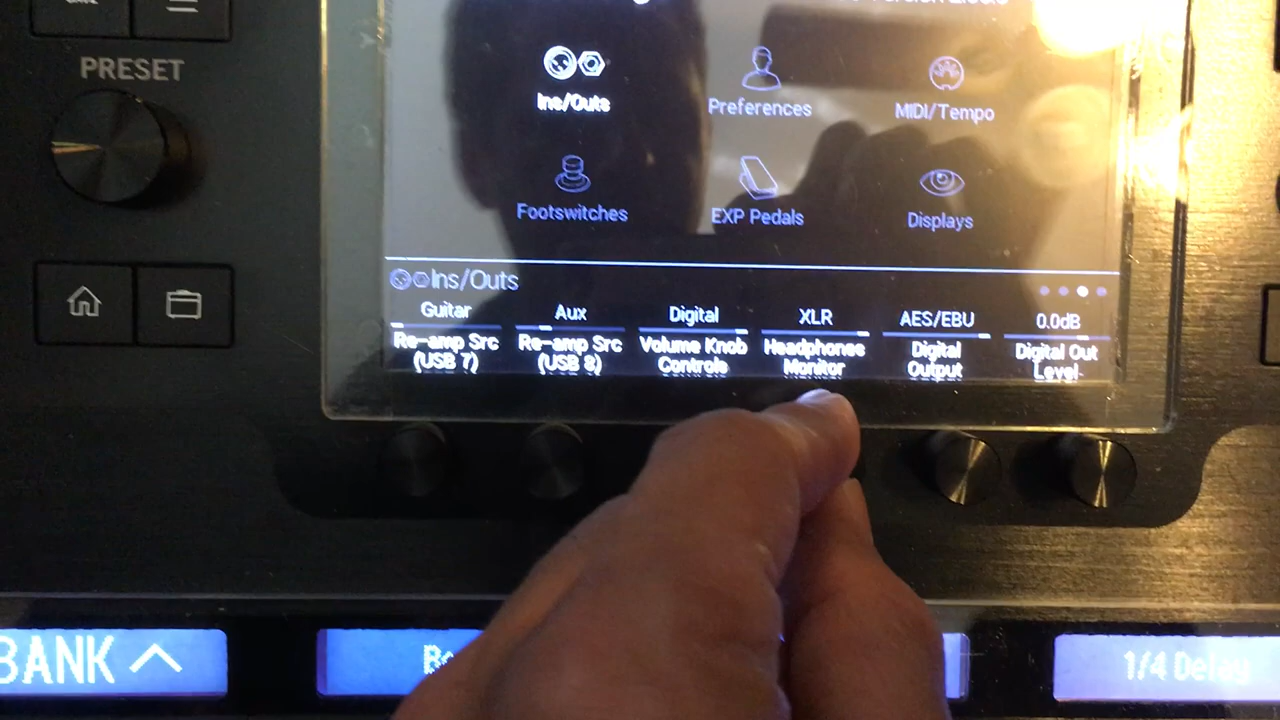 PRESET
Ins/Outs
Preferences
MIDI/Tempo
Footswitches
EXP Pedals
Displays
Ins/Outs
Guitar
Aux
Digital
XLR
AES/EBU
0.0dB
Re-amp Src
(USB 7)
Re-amp Src
(USB 8)
Volume Knob
Controls
Headphones
Monitor
Digital
Output
Digital Out
Level
BANK
1/4 Delay